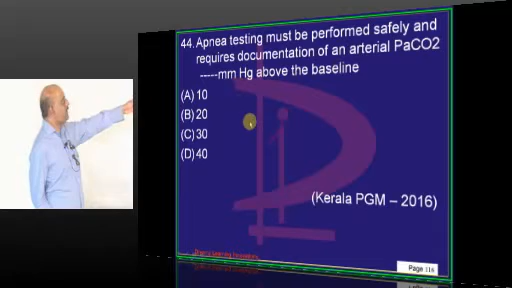 44. Apnea testing must be performed safely and
requires documentation of an arterial PaCO2
-----mm Hg above the baseline
(A) 10
(B) 20
(C) 30
(D) 40
(Kerala PGM – 2016)
Page 116